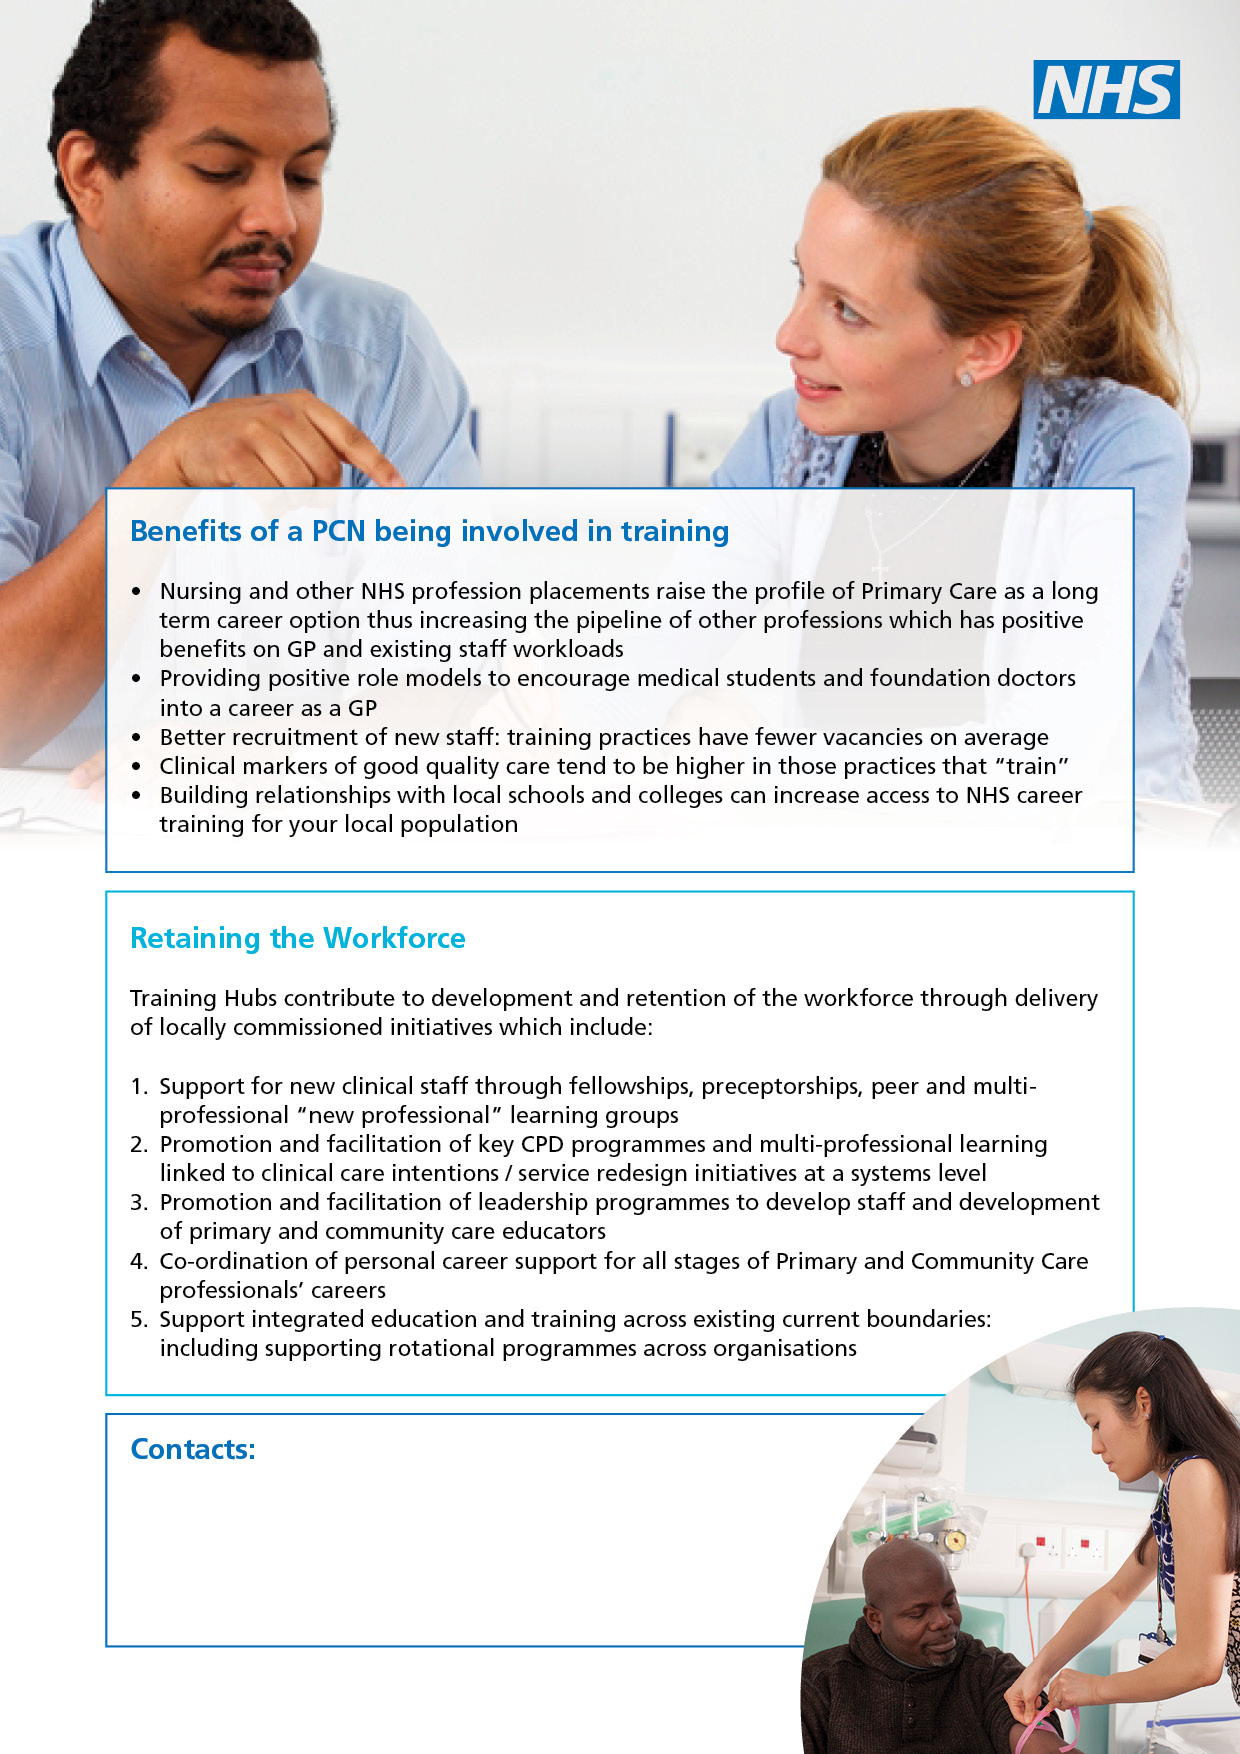 NHS
Benefits of a PCN being involved in training
• Nursing and other NHS profession placements raise the profile of Primary Care as a long
term career option thus increasing the pipeline of other professions which has positive
benefits on GP and existing staff workloads
• Providing positive role models to encourage medical students and foundation doctors
into a career as a GP
• Better recruitment of new staff: training practices have fewer vacancies on average
• Clinical markers of good quality care tend to be higher in those practices that “train”
• Building relationships with local schools and colleges can increase access to NHS career
training for your local population
Retaining the Workforce
Training Hubs contribute to development and retention of the workforce through delivery
of locally commissioned initiatives which include:
1. Support for new clinical staff through fellowships, preceptorships, peer and multi-
professional “new professional” learning groups
2. Promotion and facilitation of key CPD programmes and multi-professional learning
linked to clinical care intentions / service redesign initiatives at a systems level
3. Promotion and facilitation of leadership programmes to develop staff and development
of primary and community care educators
4. Co-ordination of personal career support for all stages of Primary and Community Care
professionals’ careers
5. Support integrated education and training across existing current boundaries:
including supporting rotational programmes across organisations
Contacts: